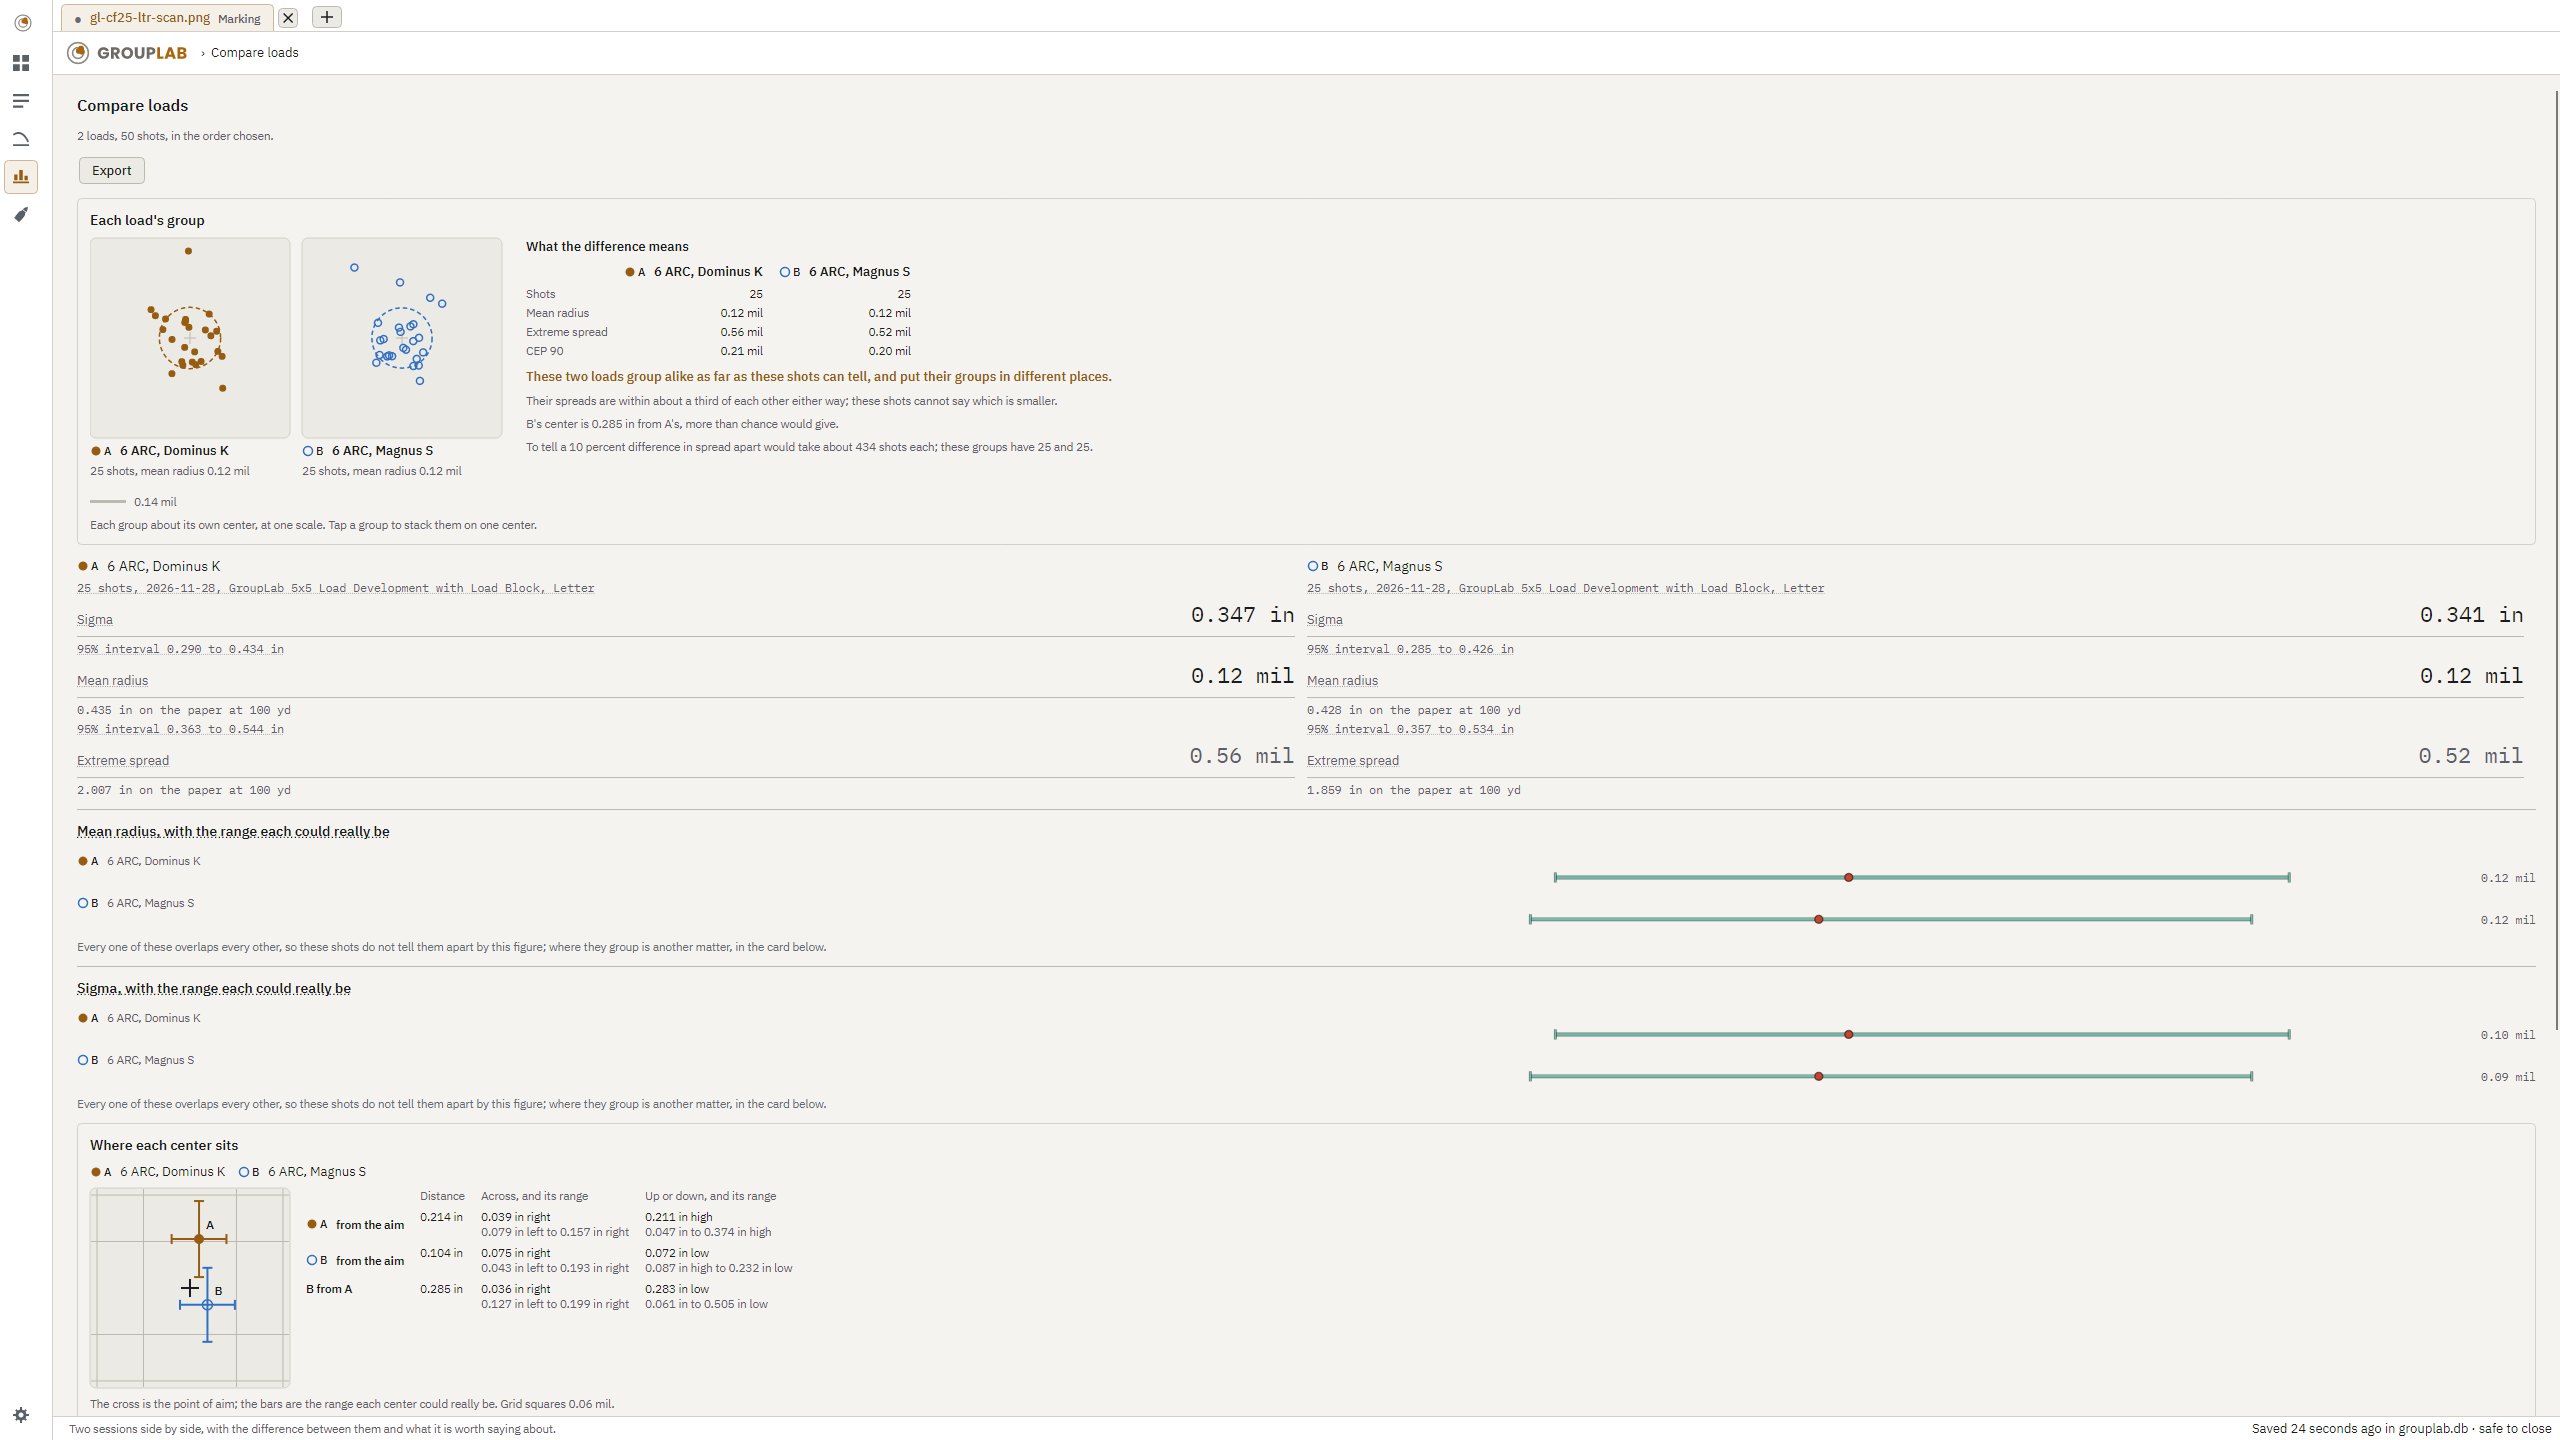 gl-cf25-ltr-scan.png Marking
GROUPLAB › Compare loads
Compare loads
2 loads, 50 shots, in the order chosen.
Export
Each load's group
A 6 ARC, Dominus K
25 shots, mean radius 0.12 mil
B 6 ARC, Magnus S
25 shots, mean radius 0.12 mil
0.14 mil
Each group about its own center, at one scale. Tap a group to stack them on one center.
What the difference means
A 6 ARC, Dominus K B 6 ARC, Magnus S
Shots 25 25
Mean radius 0.12 mil 0.12 mil
Extreme spread 0.56 mil 0.52 mil
CEP 90 0.21 mil 0.20 mil
These two loads group alike as far as these shots can tell, and put their groups in different places.
Their spreads are within about a third of each other either way; these shots cannot say which is smaller.
B's center is 0.285 in from A's, more than chance would give.
To tell a 10 percent difference in spread apart would take about 434 shots each; these groups have 25 and 25.
A 6 ARC, Dominus K
25 shots, 2026-11-28, GroupLab 5x5 Load Development with Load Block, Letter
Sigma 0.347 in
95% interval 0.290 to 0.434 in
Mean radius 0.12 mil
0.435 in on the paper at 100 yd
95% interval 0.363 to 0.544 in
Extreme spread 0.56 mil
2.007 in on the paper at 100 yd
B 6 ARC, Magnus S
25 shots, 2026-11-28, GroupLab 5x5 Load Development with Load Block, Letter
Sigma 0.341 in
95% interval 0.285 to 0.426 in
Mean radius 0.12 mil
0.428 in on the paper at 100 yd
95% interval 0.357 to 0.534 in
Extreme spread 0.52 mil
1.859 in on the paper at 100 yd
Mean radius, with the range each could really be
A 6 ARC, Dominus K
0.12 mil
B 6 ARC, Magnus S
0.12 mil
Every one of these overlaps every other, so these shots do not tell them apart by this figure; where they group is another matter, in the card below.
Sigma, with the range each could really be
A 6 ARC, Dominus K
0.10 mil
B 6 ARC, Magnus S
0.09 mil
Every one of these overlaps every other, so these shots do not tell them apart by this figure; where they group is another matter, in the card below.
Where each center sits
A 6 ARC, Dominus K B 6 ARC, Magnus S
A
B
Distance Across, and its range Up or down, and its range
A from the aim 0.214 in 0.039 in right 0.211 in high
0.079 in left to 0.157 in right 0.047 in to 0.374 in high
B from the aim 0.104 in 0.075 in right 0.072 in low
0.043 in left to 0.193 in right 0.087 in high to 0.232 in low
B from A 0.285 in 0.036 in right 0.283 in low
0.127 in left to 0.199 in right 0.061 in to 0.505 in low
The cross is the point of aim; the bars are the range each center could really be. Grid squares 0.06 mil.
Two sessions side by side, with the difference between them and what it is worth saying about.
Saved 24 seconds ago in grouplab.db · safe to close